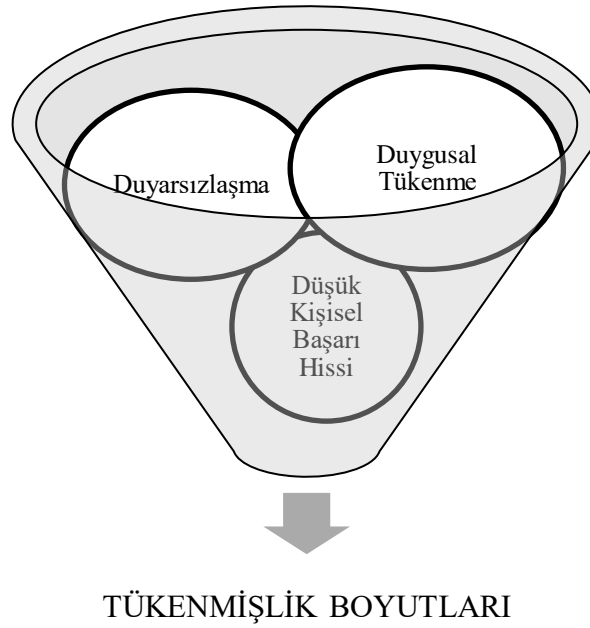 Duyarsızlaşma
Duygusal
Tükenme
Düşük
Kişisel
Başarı
Hissi
TÜKENMİŞLİK BOYUTLARI